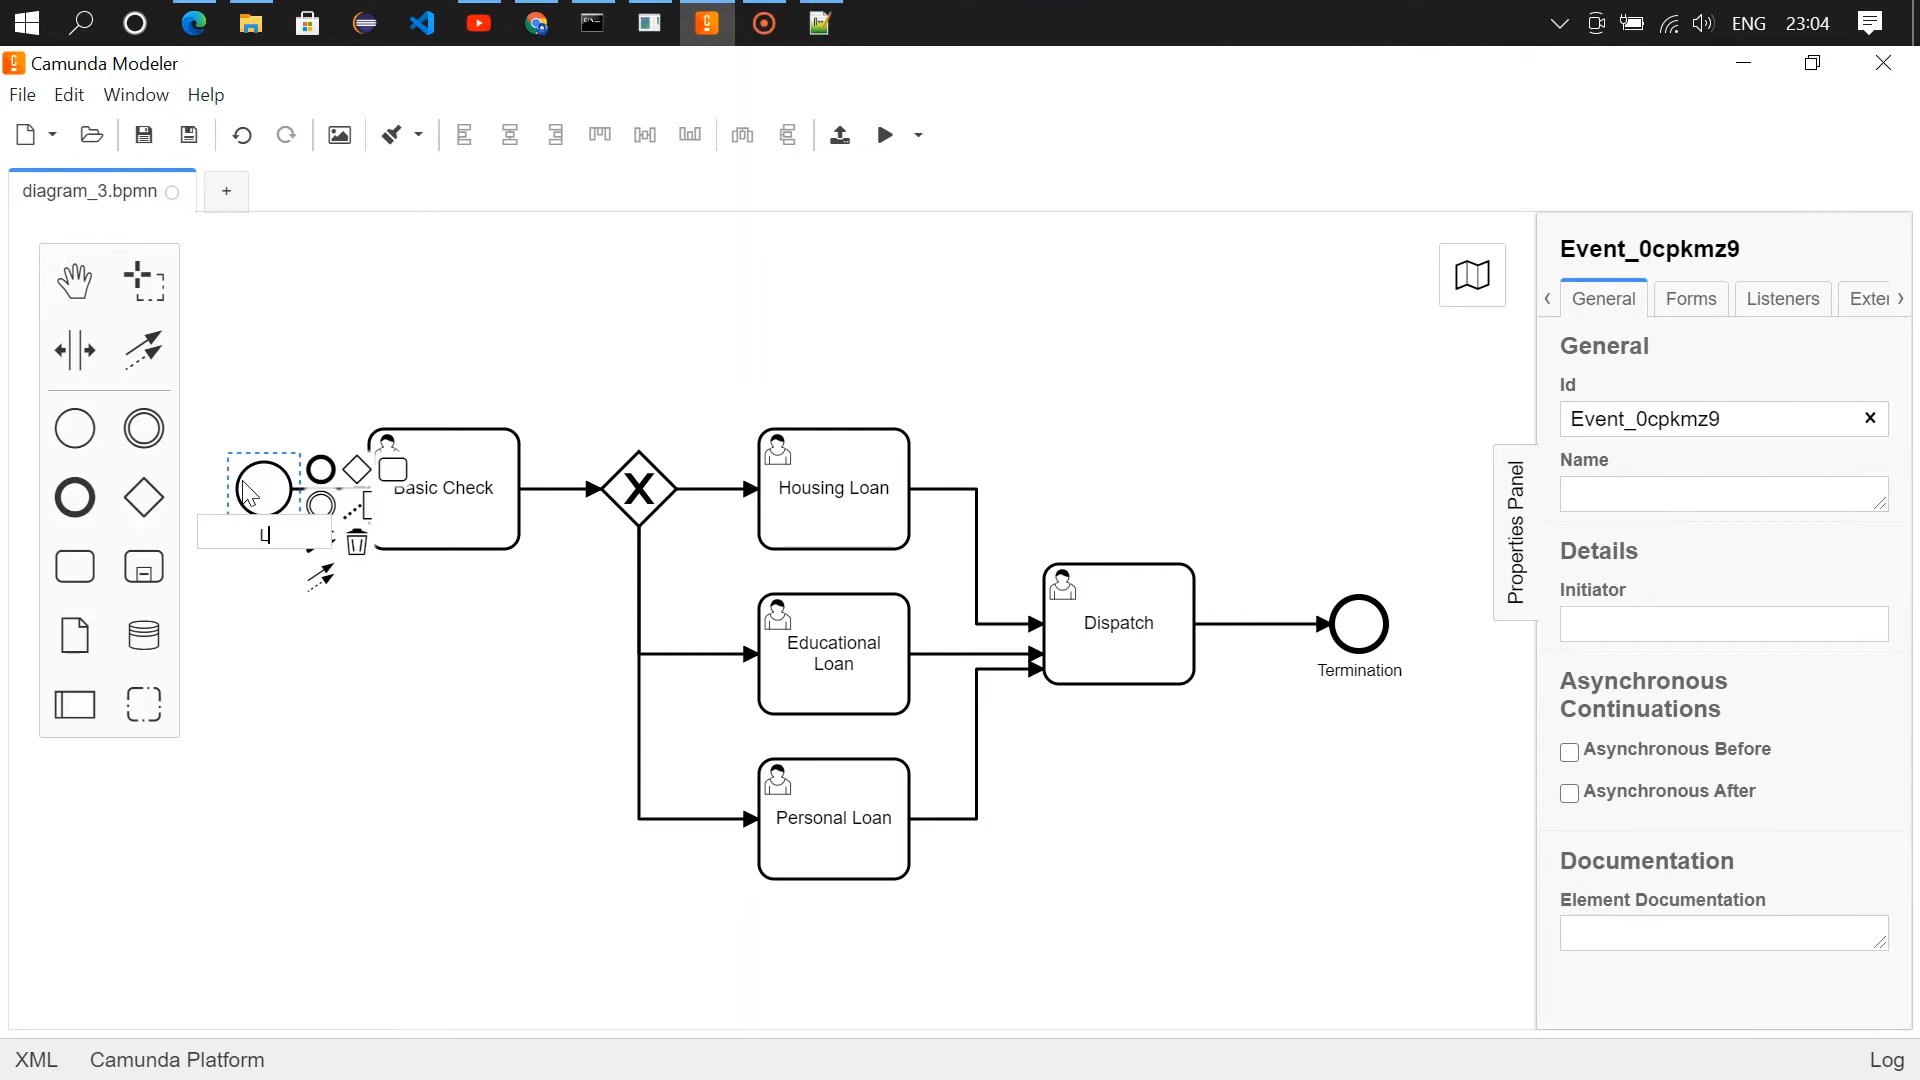 ENG
23:04
Camunda Modeler
File
Edit
Window
Help
diagram_3.bpmn
+
Event_0cpkmz9
General
Forms
Listeners
Exte
General
Id
Event_0cpkmz9
Name
Details
Initiator
Asynchronous
Continuations
Asynchronous Before
Asynchronous After
Documentation
Element Documentation
Properties Panel
Basic Check
L
X
Housing Loan
Educational
Loan
Personal Loan
Dispatch
Termination
XML
Camunda Platform
Log